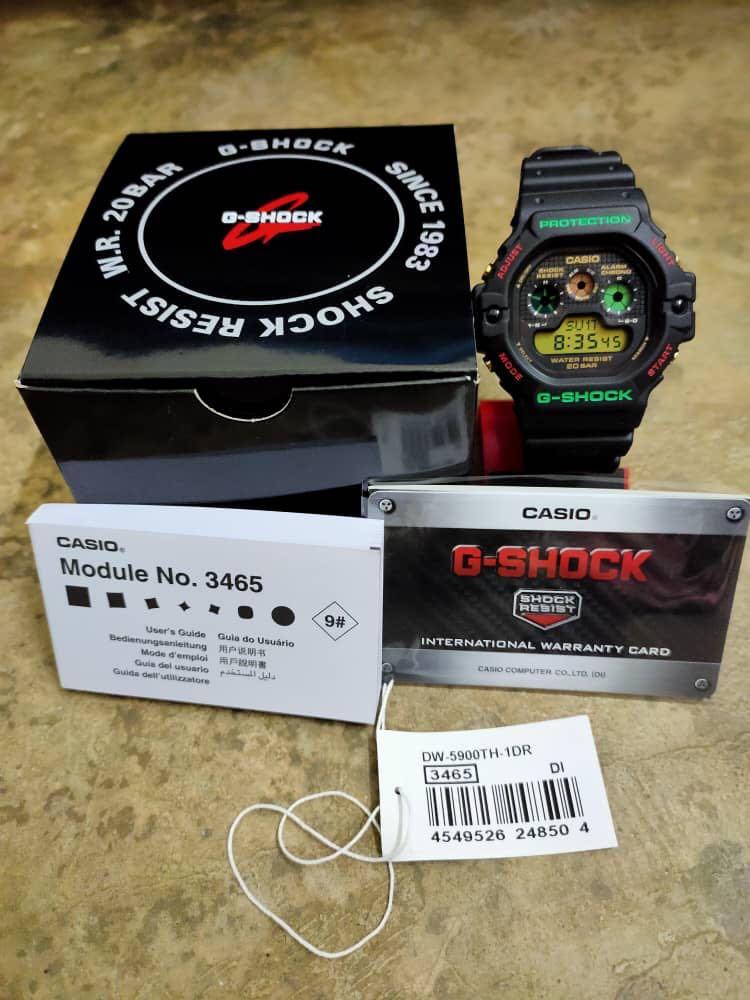 G-SHOCK
SINCE 1983
SHOCK RESIST
W.R. 20BAR
G-SHOCK
PROTECTION
ADJUST
LIGHT
CASIO
SHOCK
RESIST
ALARM
CHRONO
SU 17
8:35 45
WATER RESIST
20 BAR
MODE
START
G-SHOCK
CASIO®
Module No. 3465
9#
User's Guide
Bedienungsanleitung
Mode d'emploi
Guia del usuario
Guida dell'utilizzatore
Guia do Usuário
用户说明书
用戶說明書
دليل المستخدم
CASIO®
G-SHOCK
SHOCK
RESIST
INTERNATIONAL WARRANTY CARD
CASIO COMPUTER CO., LTD. (DI)
DW-5900TH-1DR
3465
DI
4549526 24850 4